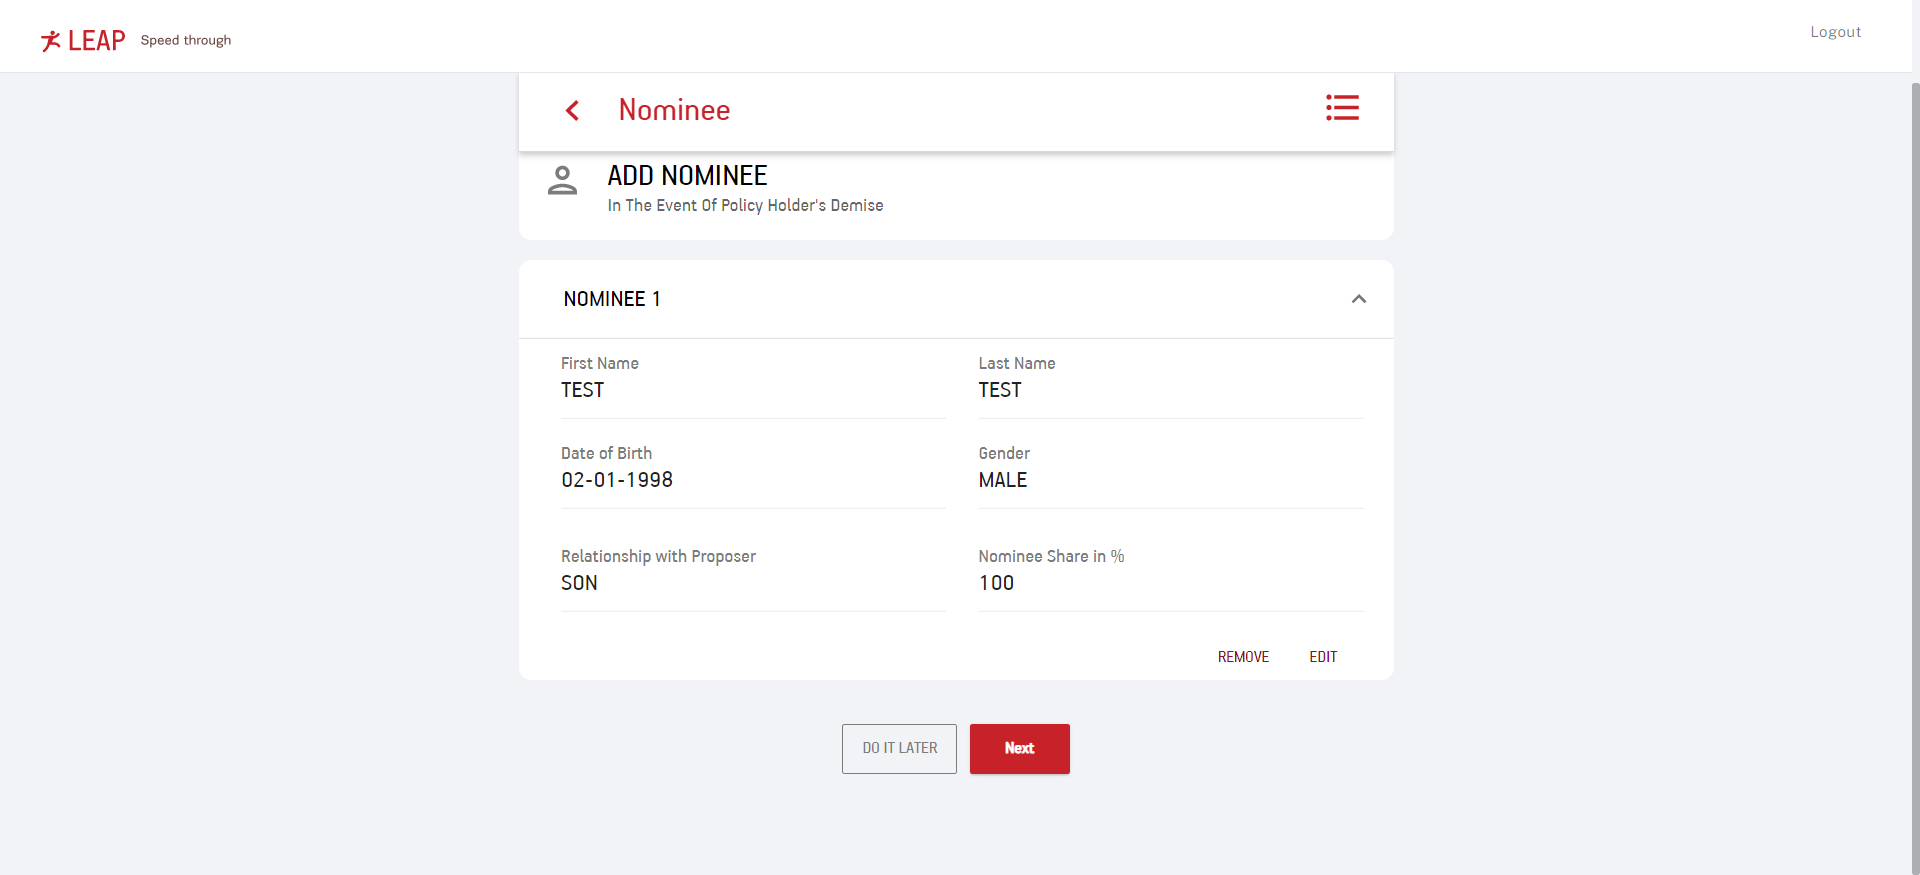 LEAP Speed through
Logout
Nominee
ADD NOMINEE
In The Event Of Policy Holder's Demise
NOMINEE 1
First Name
TEST
Last Name
TEST
Date of Birth
02-01-1998
Gender
MALE
Relationship with Proposer
SON
Nominee Share in %
100
REMOVE
EDIT
DO IT LATER
Next